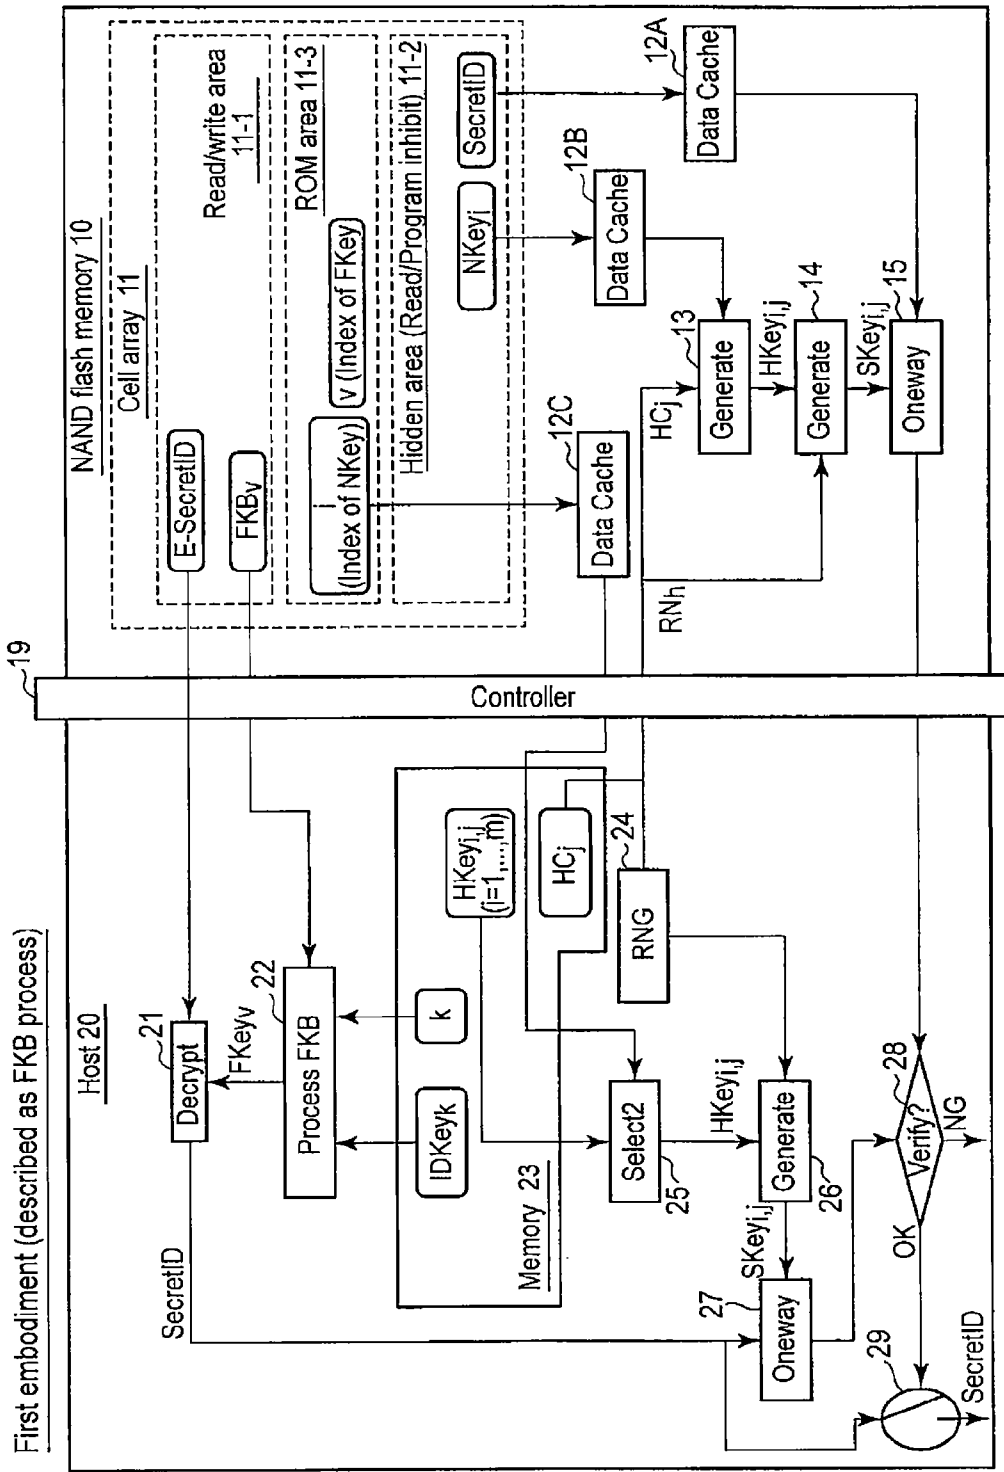 First embodiment (described as FKB process)
Host 20
NAND flash memory 10
Cell array 11
Read/write area
11-1
E-SecretID
FKBv
ROM area 11-3
i
(Index of NKey)
v (Index of FKey
Hidden area (Read/Program inhibit) 11-2
NKeyi
SecretID
12C
Data Cache
12B
Data Cache
12A
Data Cache
HCj
13
Generate
HKeyi,j
RNh
14
Generate
SKeyi,j
15
Oneway
19
Controller
SecretID
21
Decrypt
FKeyv
22
Process FKB
IDKeyk
k
HKeyi,j
(i=1,...,m)
HCj
Memory 23
24
RNG
Select2
25
HKeyi,j
Generate
26
SKeyi,j
27
Oneway
28
Verify?
OK
NG
29
SecretID